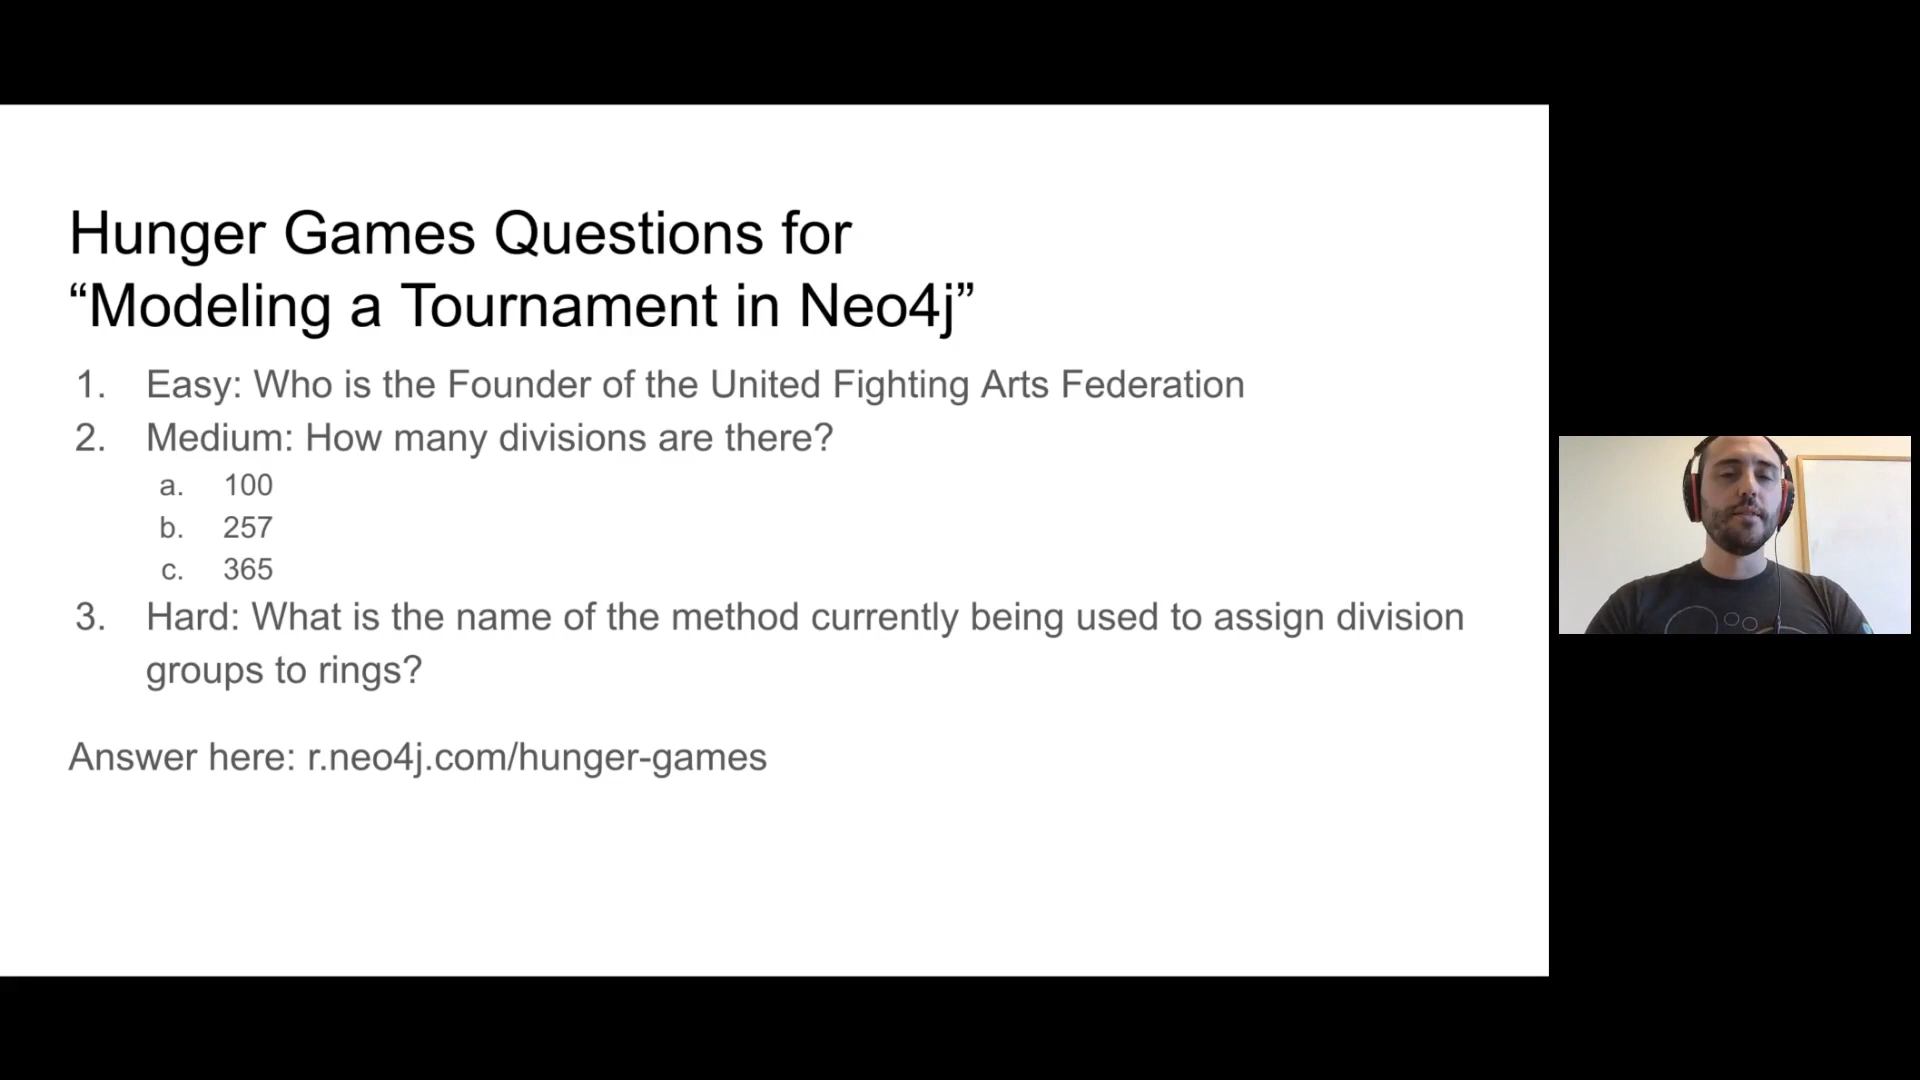 Hunger Games Questions for
“Modeling a Tournament in Neo4j”
1. Easy: Who is the Founder of the United Fighting Arts Federation
2. Medium: How many divisions are there?
a. 100
b. 257
c. 365
3. Hard: What is the name of the method currently being used to assign division
groups to rings?
Answer here: r.neo4j.com/hunger-games